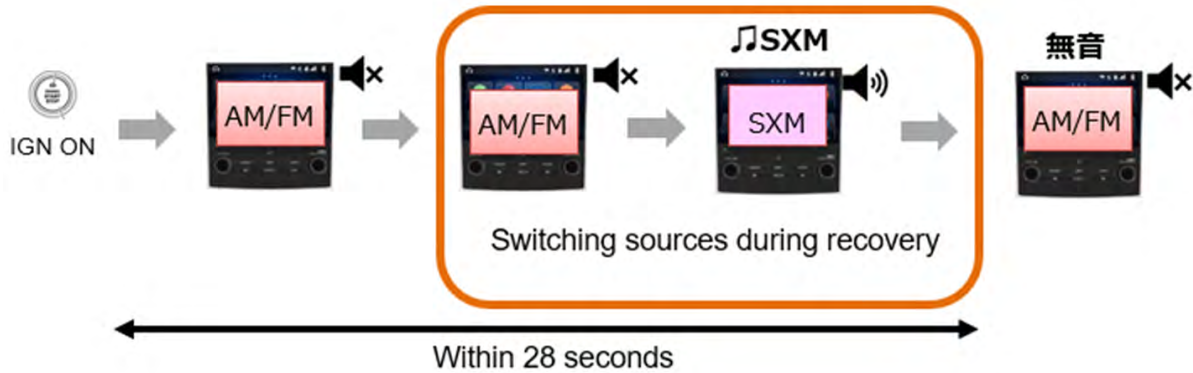 IGN ON
AM/FM
AM/FM
♫SXM
SXM
無音
AM/FM
Switching sources during recovery
Within 28 seconds